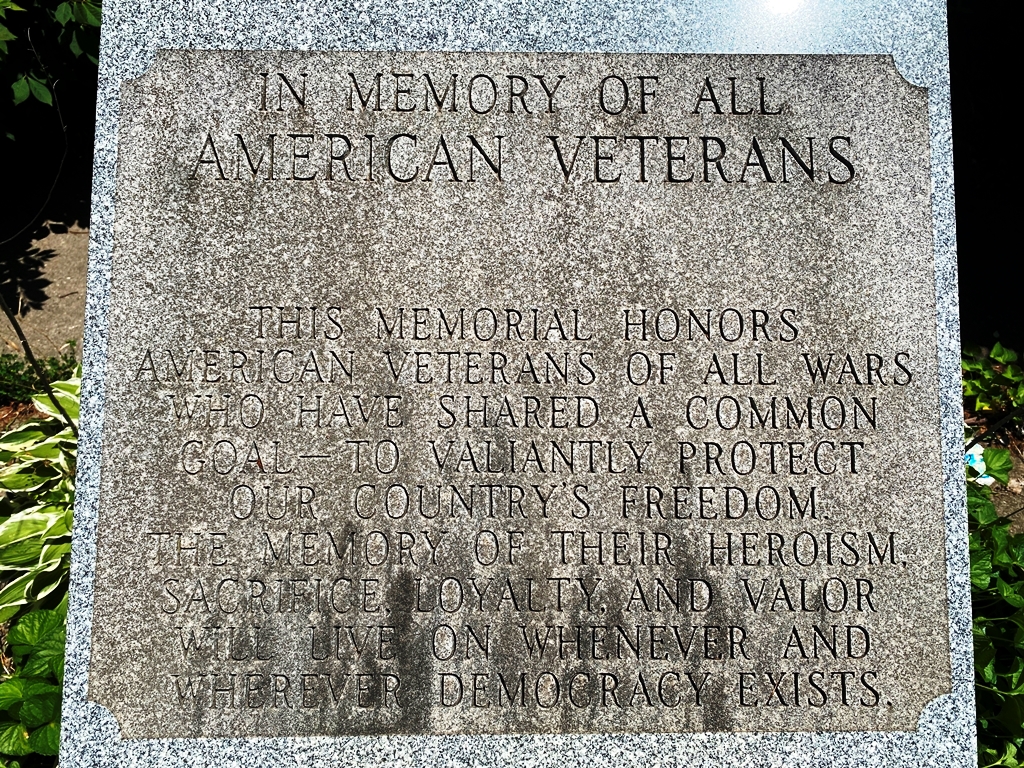 IN MEMORY OF ALL
AMERICAN VETERANS
THIS MEMORIAL HONORS
AMERICAN VETERANS OF ALL WARS
WHO HAVE SHARED A COMMON
GOAL—TO VALIANTLY PROTECT
OUR COUNTRY'S FREEDOM.
THE MEMORY OF THEIR HEROISM,
SACRIFICE, LOYALTY, AND VALOR
WILL LIVE ON WHENEVER AND
WHEREVER DEMOCRACY EXISTS.